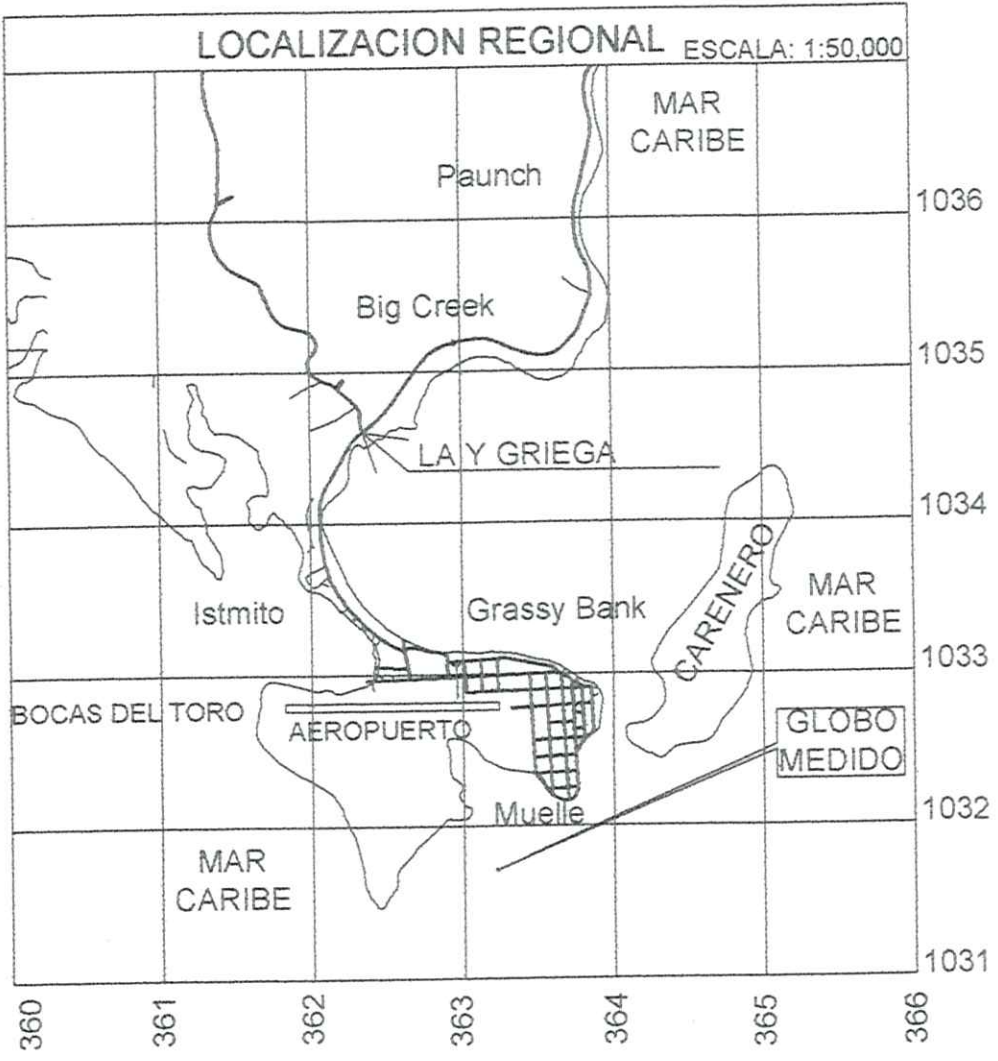 LOCALIZACION REGIONAL
ESCALA: 1:50,000
MAR
CARIBE
Paunch
1036
Big Creek
1035
LA Y GRIEGA
1034
CARENERO
MAR
CARIBE
Istmito
Grassy Bank
1033
BOCAS DEL TORO
AEROPUERTO
GLOBO
MEDIDO
Muelle
1032
MAR
CARIBE
1031
360
361
362
363
364
365
366